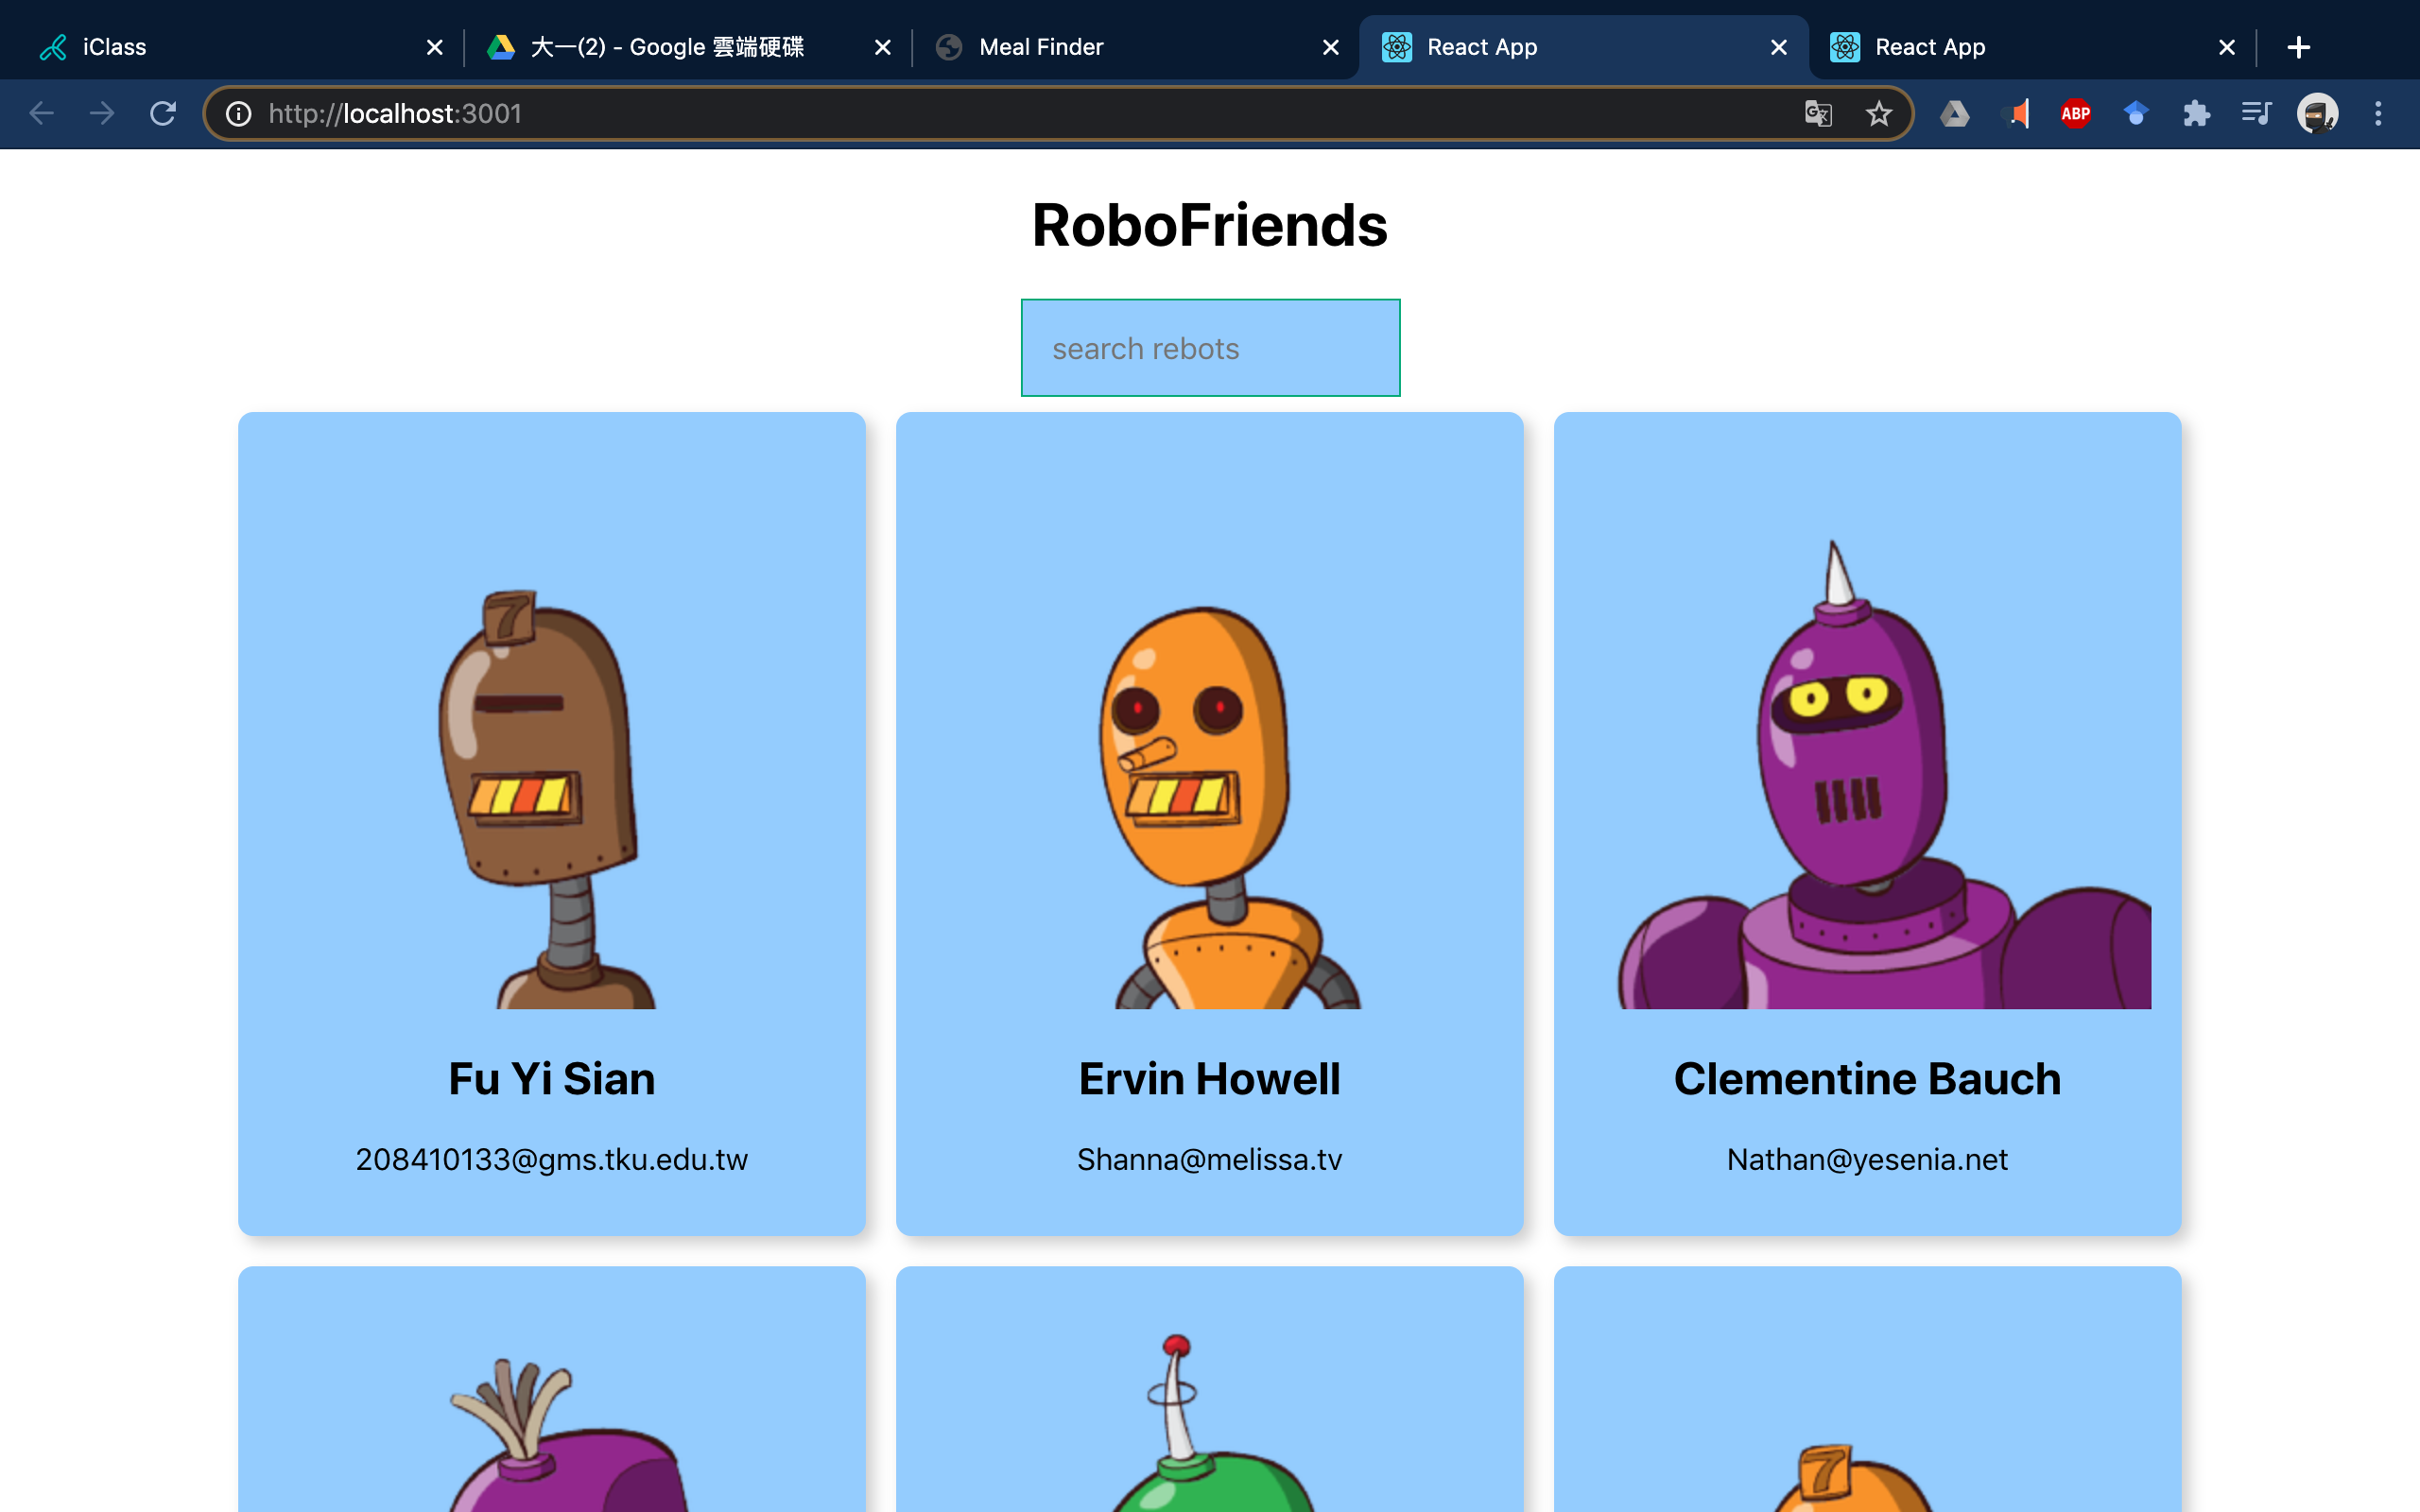 iClass
大一(2) - Google 雲端硬碟
Meal Finder
React App
React App
http://localhost:3001
ABP
RoboFriends
search rebots
7
Fu Yi Sian
Ervin Howell
Clementine Bauch
208410133@gms.tku.edu.tw
Shanna@melissa.tv
Nathan@yesenia.net
7